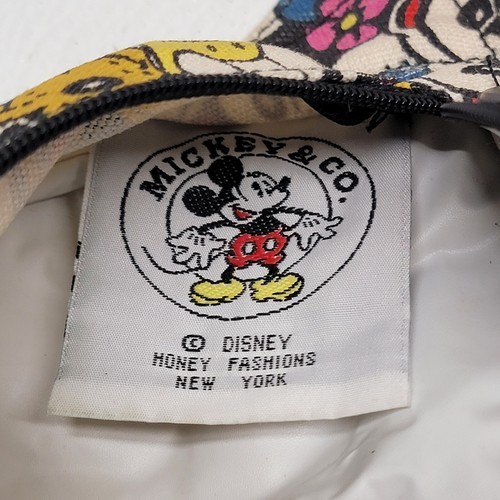 MICKEY & CO.
© DISNEY
HONEY FASHIONS
NEW YORK